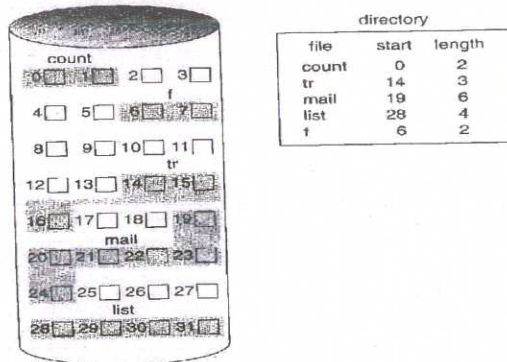 count
0 1 2 3
f
4 5 6 7
8 9 10 11
tr
12 13 14 15
16 17 18 19
mail
20 21 22 23
24 25 26 27
list
28 29 30 31
directory
file start length
count 0 2
tr 14 3
mail 19 6
list 28 4
f 6 2